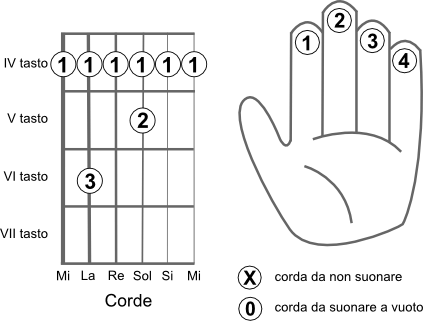 1 2 3 4
IV tasto 1 1 1 1 1 1
V tasto 2
VI tasto 3
VII tasto
Mi La Re Sol Si Mi
Corde
X corda da non suonare
0 corda da suonare a vuoto